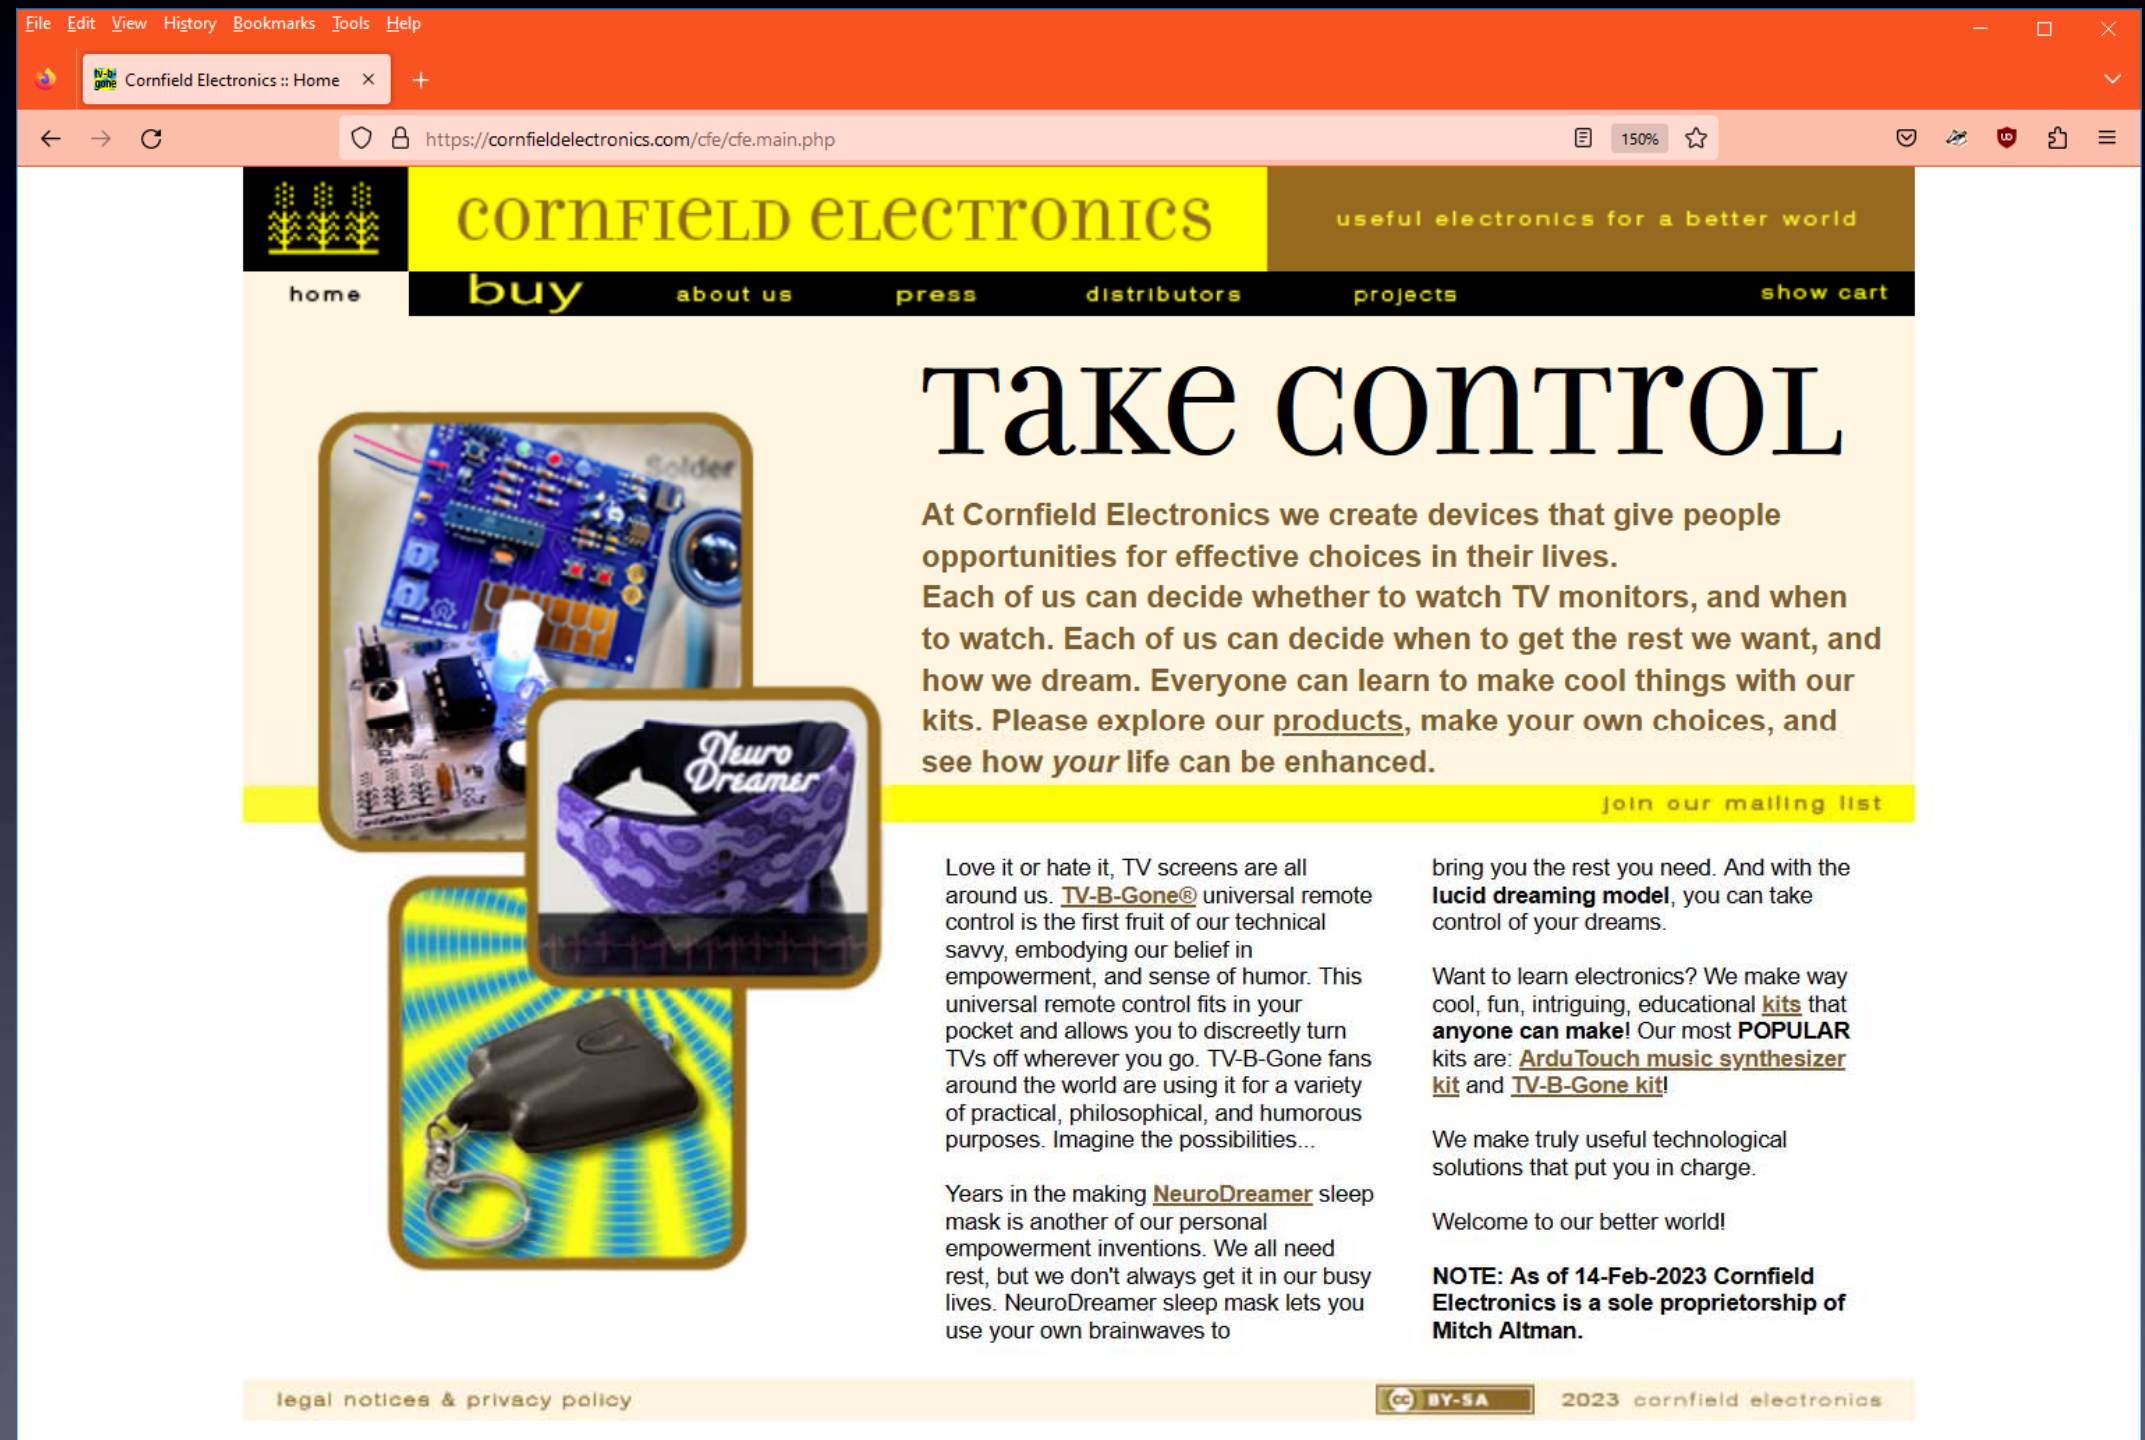 File Edit View History Bookmarks Tools Help
tv-b-gone Cornfield Electronics :: Home
https://cornfieldelectronics.com/cfe/cfe.main.php 150%
cornfield electronics
useful electronics for a better world
home buy about us press distributors projects show cart
Take control
Solder
At Cornfield Electronics we create devices that give people
opportunities for effective choices in their lives.
Each of us can decide whether to watch TV monitors, and when
to watch. Each of us can decide when to get the rest we want, and
how we dream. Everyone can learn to make cool things with our
kits. Please explore our products, make your own choices, and
see how your life can be enhanced.
Neuro
Dreamer
join our mailing list
Love it or hate it, TV screens are all
around us. TV-B-Gone® universal remote
control is the first fruit of our technical
savvy, embodying our belief in
empowerment, and sense of humor. This
universal remote control fits in your
pocket and allows you to discreetly turn
TVs off wherever you go. TV-B-Gone fans
around the world are using it for a variety
of practical, philosophical, and humorous
purposes. Imagine the possibilities...
Years in the making NeuroDreamer sleep
mask is another of our personal
empowerment inventions. We all need
rest, but we don't always get it in our busy
lives. NeuroDreamer sleep mask lets you
use your own brainwaves to
bring you the rest you need. And with the
lucid dreaming model, you can take
control of your dreams.
Want to learn electronics? We make way
cool, fun, intriguing, educational kits that
anyone can make! Our most POPULAR
kits are: ArduTouch music synthesizer
kit and TV-B-Gone kit!
We make truly useful technological
solutions that put you in charge.
Welcome to our better world!
NOTE: As of 14-Feb-2023 Cornfield
Electronics is a sole proprietorship of
Mitch Altman.
legal notices & privacy policy
cc BY-SA 2023 cornfield electronics